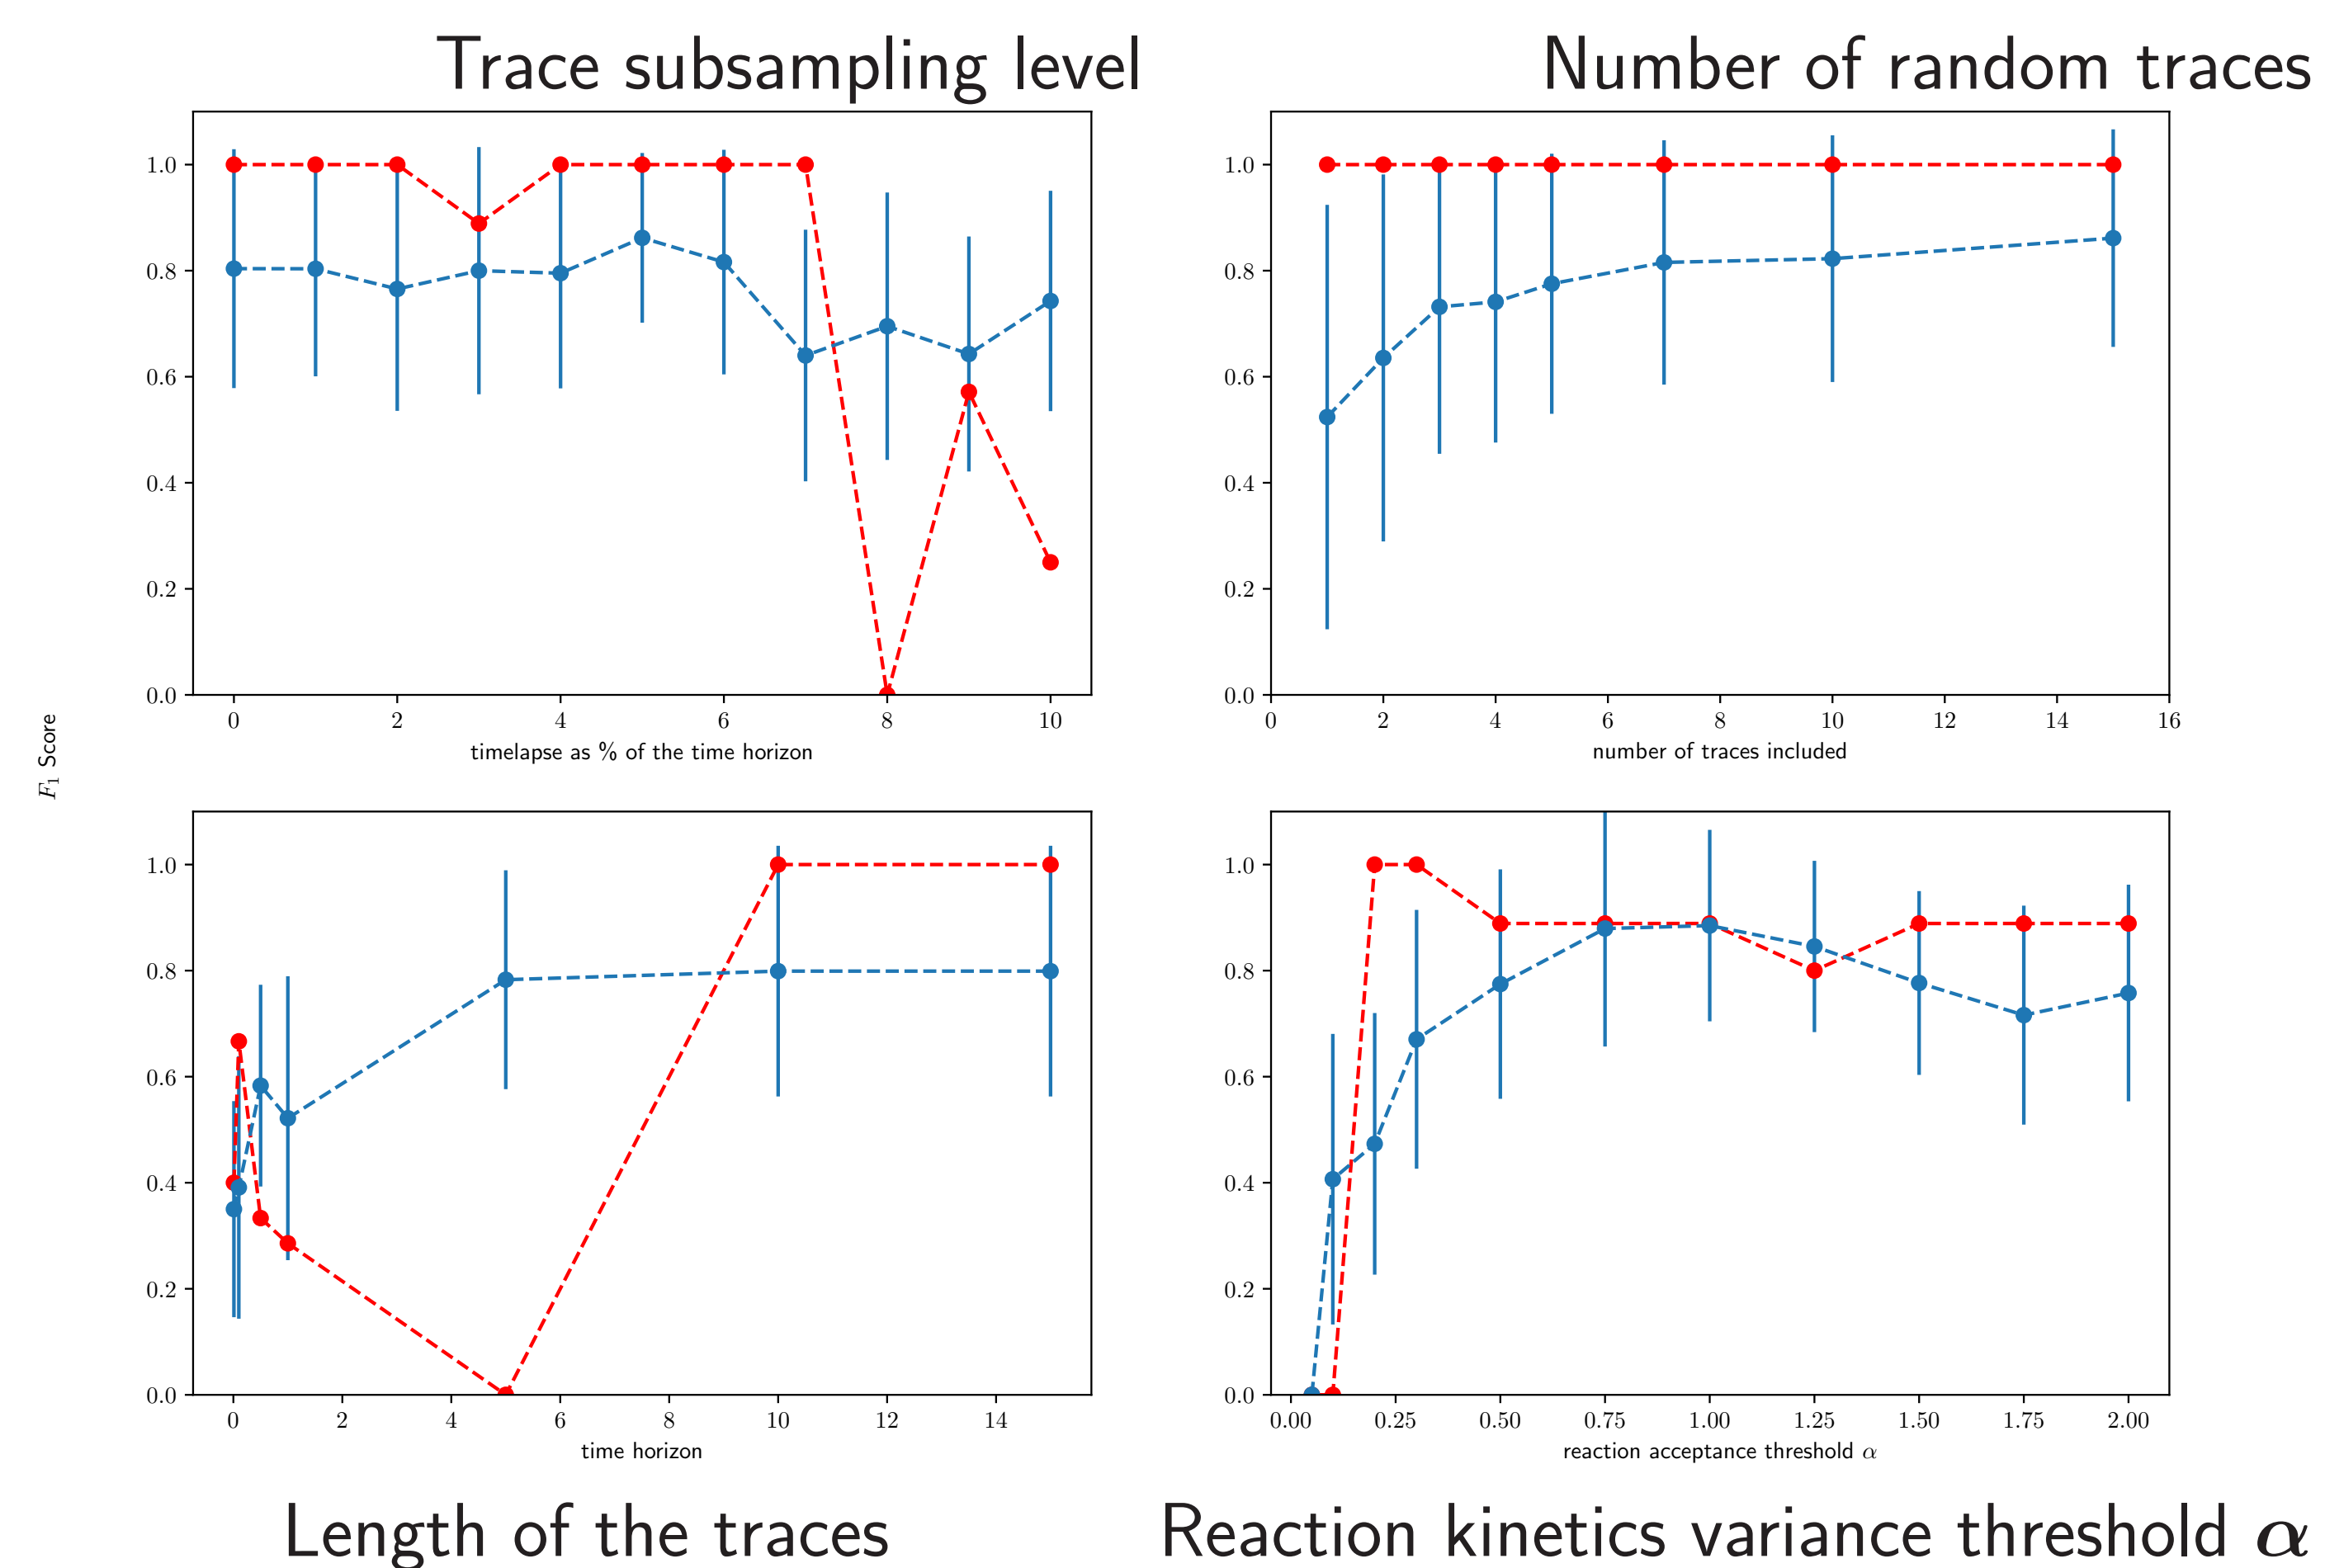 Trace subsampling level
Number of random traces
1.0
0.8
0.6
0.4
0.2
0.0
0 2 4 6 8 10
timelapse as % of the time horizon
1.0
0.8
0.6
0.4
0.2
0.0
0 2 4 6 8 10 12 14 16
number of traces included
F₁ Score
1.0
0.8
0.6
0.4
0.2
0.0
0 2 4 6 8 10 12 14
time horizon
1.0
0.8
0.6
0.4
0.2
0.0
0.00 0.25 0.50 0.75 1.00 1.25 1.50 1.75 2.00
reaction acceptance threshold α
Length of the traces
Reaction kinetics variance threshold α